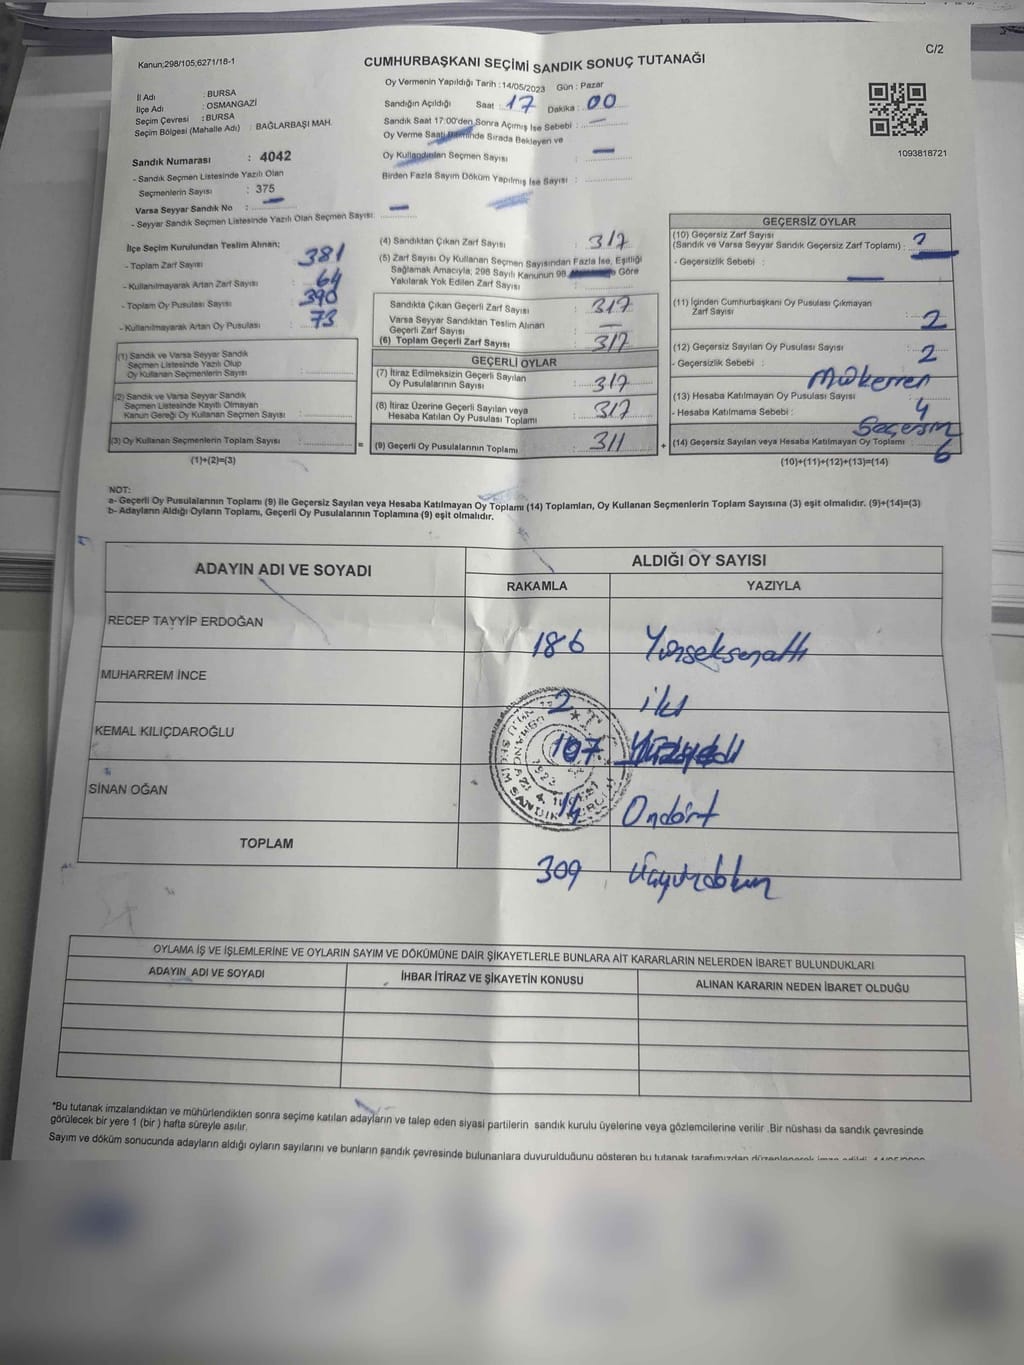 C/2
Kanun;298/105;6271/18-1
CUMHURBAŞKANI SEÇİMİ SANDIK SONUÇ TUTANAĞI
Oy Vermenin Yapıldığı Tarih : 14/05/2023 Gün : Pazar
İl Adı : BURSA
İlçe Adı : OSMANGAZİ
Seçim Çevresi : BURSA
Seçim Bölgesi (Mahalle Adı) : BAĞLARBAŞI MAH.
Sandık Numarası : 4042
- Sandık Seçmen Listesinde Yazılı Olan
Seçmenlerin Sayısı : 375
Varsa Seyyar Sandık No : —
- Seyyar Sandık Seçmen Listesinde Yazılı Olan Seçmen Sayısı: —
Sandığın Açıldığı Saat : 17 Dakika : 00
Sandık Saat 17:00'den Sonra Açımış İse Sebebi : —
Oy Verme Saati Bitiminde Sırada Bekleyen ve
Oy Kullandırılan Seçmen Sayısı : —
Birden Fazla Sayım Döküm Yapılmış İse Sayısı :
1093818721
İlçe Seçim Kurulundan Teslim Alınan:
- Toplam Zarf Sayısı : 381
- Kullanılmayarak Artan Zarf Sayısı : 64
- Toplam Oy Pusulası Sayısı : 390
- Kullanılmayarak Artan Oy Pusulası : 73
(1) Sandık ve Varsa Seyyar Sandık
Seçmen Listesinde Yazılı Olup
Oy Kullanan Seçmenlerin Sayısı :
(2) Sandık ve Varsa Seyyar Sandık
Seçmen Listesinde Kayıtlı Olmayan
Kanun Gereği Oy Kullanan Seçmen Sayısı :
(3) Oy Kullanan Seçmenlerin Toplam Sayısı :
(1)+(2)=(3)
(4) Sandıktan Çıkan Zarf Sayısı : 317
(5) Zarf Sayısı Oy Kullanan Seçmen Sayısından Fazla İse, Eşitliği
Sağlamak Amacıyla; 298 Sayılı Kanunun 98 Göre
Yakılarak Yok Edilen Zarf Sayısı :
Sandıkta Çıkan Geçerli Zarf Sayısı : 317
Varsa Seyyar Sandıktan Teslim Alınan
Geçerli Zarf Sayısı : —
(6) Toplam Geçerli Zarf Sayısı : 317
GEÇERLİ OYLAR
(7) İtiraz Edilmeksizin Geçerli Sayılan
Oy Pusulalarının Sayısı : 317
(8) İtiraz Üzerine Geçerli Sayılan veya
Hesaba Katılan Oy Pusulaları Toplamı : 317
= (9) Geçerli Oy Pusulalarının Toplamı : 311 +
GEÇERSİZ OYLAR
(10) Geçersiz Zarf Sayısı
(Sandık ve Varsa Seyyar Sandık Geçersiz Zarf Toplamı) :
- Geçersizlik Sebebi : —
(11) İçinden Cumhurbaşkanı Oy Pusulası Çıkmayan
Zarf Sayısı : 2
(12) Geçersiz Sayılan Oy Pusulası Sayısı : 2
- Geçersizlik Sebebi : Mükerrer
(13) Hesaba Katılmayan Oy Pusulası Sayısı : 4
- Hesaba Katılmama Sebebi :
(14) Geçersiz Sayılan veya Hesaba Katılmayan Oy Toplamı : 6
(10)+(11)+(12)+(13)=(14)
NOT:
a- Geçerli Oy Pusulalarının Toplamı (9) ile Geçersiz Sayılan veya Hesaba Katılmayan Oy Toplamı (14) Toplamları, Oy Kullanan Seçmenlerin Toplam Sayısına (3) eşit olmalıdır. (9)+(14)=(3)
b- Adayların Aldığı Oyların Toplamı, Geçerli Oy Pusulalarının Toplamına (9) eşit olmalıdır.
ADAYIN ADI VE SOYADI
ALDIĞI OY SAYISI
RAKAMLA YAZIYLA
RECEP TAYYİP ERDOĞAN 186 Yüzseksenaltı
MUHARREM İNCE 2 iki
KEMAL KILIÇDAROĞLU 107 Yüzyedi
SİNAN OĞAN 14 Ondört
TOPLAM 309 Üçyüzdokuz
OYLAMA İŞ VE İŞLEMLERİNE VE OYLARIN SAYIM VE DÖKÜMÜNE DAİR ŞİKAYETLERLE BUNLARA AİT KARARLARIN NELERDEN İBARET BULUNDUKLARI
ADAYIN ADI VE SOYADI İHBAR İTİRAZ VE ŞİKAYETİN KONUSU ALINAN KARARIN NEDEN İBARET OLDUĞU
*Bu tutanak imzalandıktan ve mühürlendikten sonra seçime katılan adayların ve talep eden siyasi partilerin sandık kurulu üyelerine veya gözlemcilerine verilir .Bir nüshası da sandık çevresinde
görülecek bir yere 1 (bir ) hafta süreyle asılır.
Sayım ve döküm sonucunda adayların aldığı oyların sayılarını ve bunların sandık çevresinde bulunanlara duyurulduğunu gösteren bu tutanak tarafımızdan düzenlenerek imza edildi.